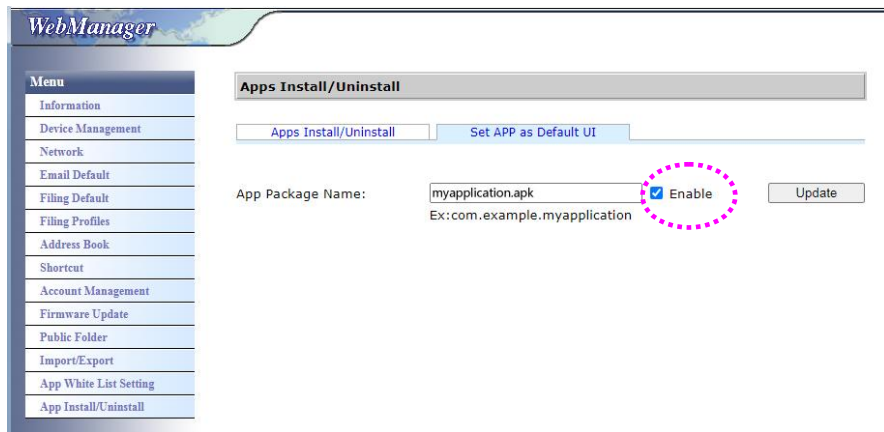 WebManager
Menu
Information
Device Management
Network
Email Default
Filing Default
Filing Profiles
Address Book
Shortcut
Account Management
Firmware Update
Public Folder
Import/Export
App White List Setting
App Install/Uninstall
Apps Install/Uninstall
Apps Install/Uninstall Set APP as Default UI
App Package Name: myapplication.apk Enable Update
Ex:com.example.myapplication